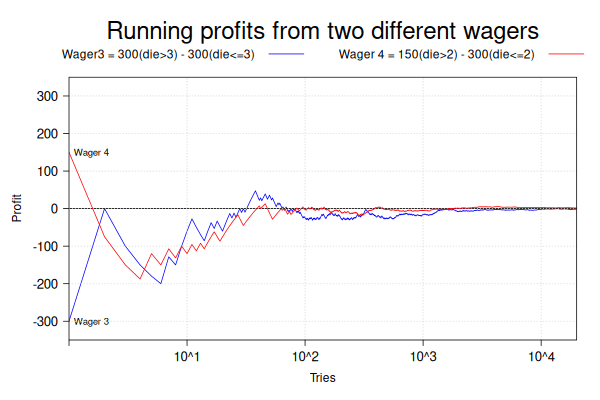 Running profits from two different wagers
Wager3 = 300(die>3) - 300(die<=3) Wager 4 = 150(die>2) - 300(die<=2)
300
200
Wager 4
100
0
Profit
-100
-200
-300
Wager 3
10^1 10^2 10^3 10^4
Tries